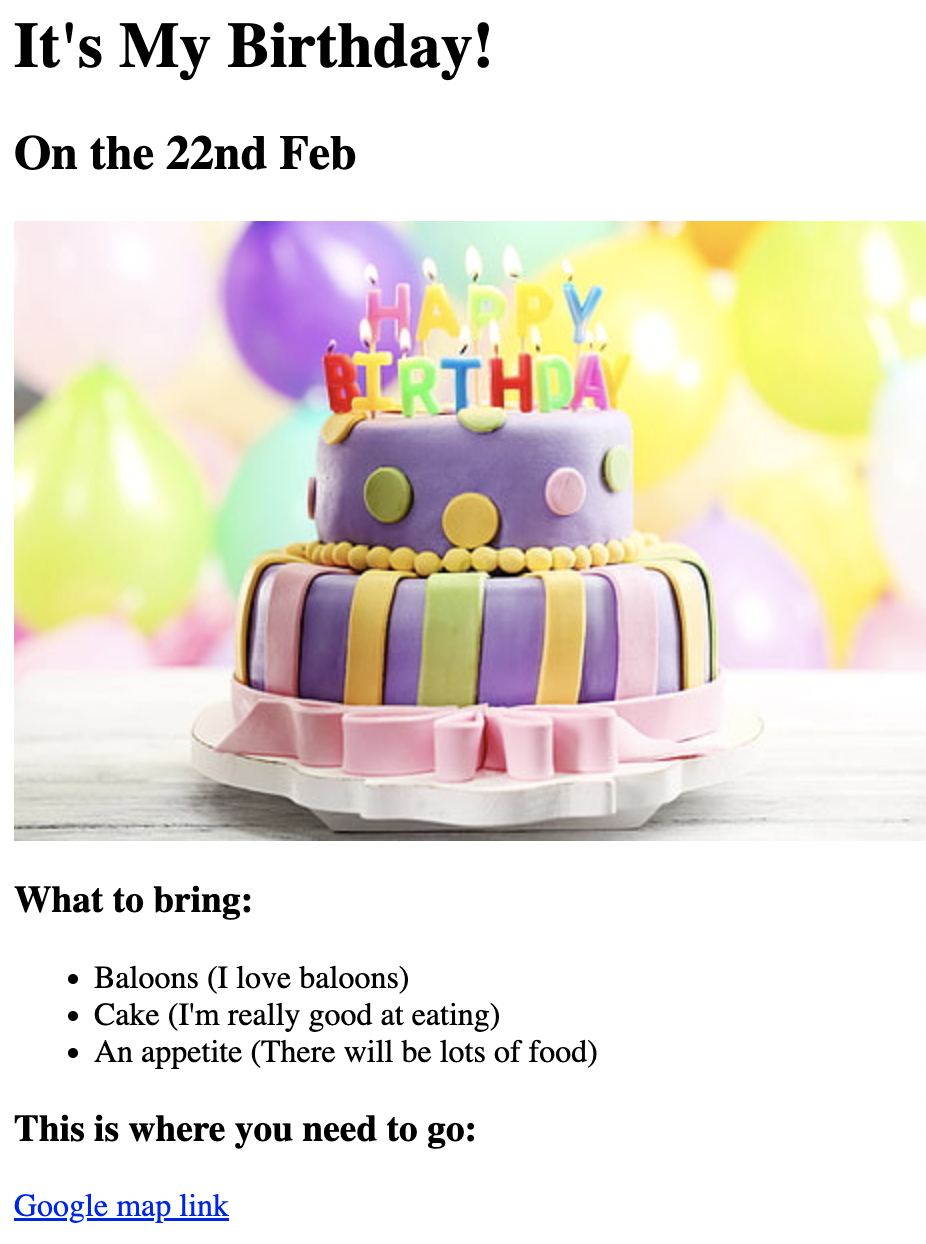 It's My Birthday!
On the 22nd Feb
HAPPY
BIRTHDAY
What to bring:
Baloons (I love baloons)
Cake (I'm really good at eating)
An appetite (There will be lots of food)
This is where you need to go:
Google map link